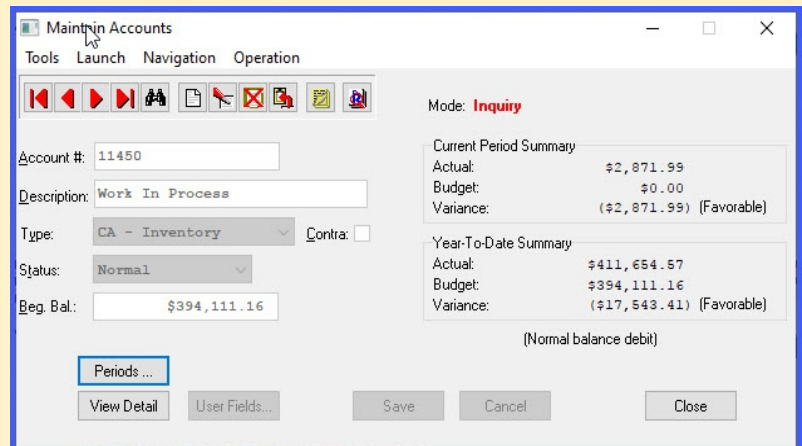 Maintain Accounts
Tools Launch Navigation Operation
Mode: Inquiry
Account #: 11450
Description: Work In Process
Type: CA - Inventory Contra:
Status: Normal
Beg. Bal.: $394,111.16
Current Period Summary
Actual: $2,871.99
Budget: $0.00
Variance: ($2,871.99) (Favorable)
Year-To-Date Summary
Actual: $411,654.57
Budget: $394,111.16
Variance: ($17,543.41) (Favorable)
(Normal balance debit)
Periods ...
View Detail User Fields... Save Cancel Close